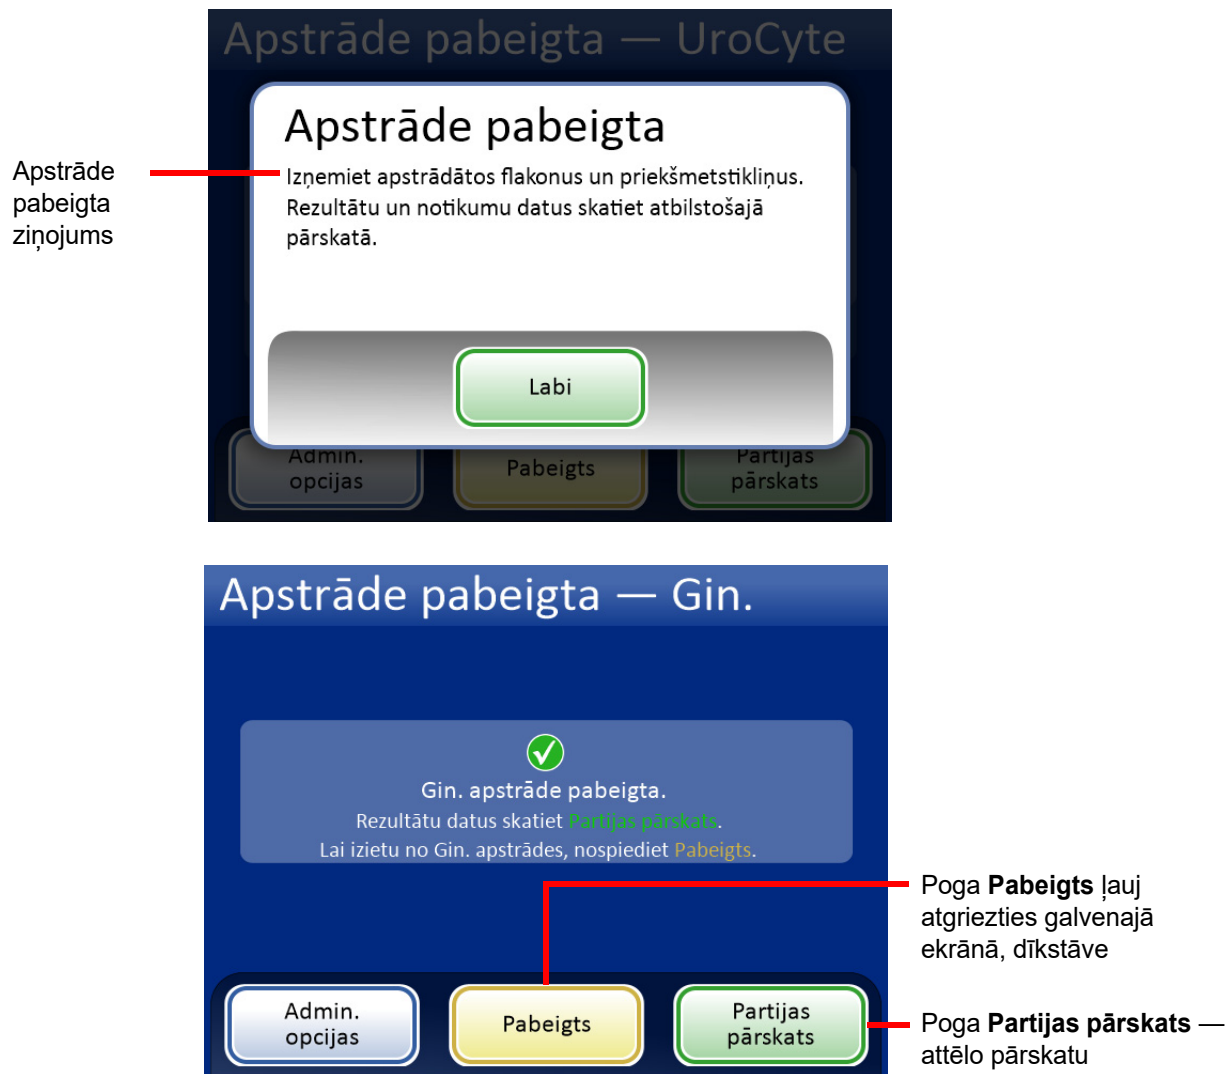 Apstrāde pabeigta — UroCyte
Apstrāde pabeigta
Apstrāde
pabeigta
ziņojums
Izņemiet apstrādātos flakonus un priekšmetstikliņus.
Rezultātu un notikumu datus skatiet atbilstošajā
pārskatā.
Labi
Admin.
opcijas
Pabeigts
Partijas
pārskats
Apstrāde pabeigta — Gin.
Gin. apstrāde pabeigta.
Rezultātu datus skatiet Partijas pārskats.
Lai izietu no Gin. apstrādes, nospiediet Pabeigts.
Poga Pabeigts ļauj
atgriezties galvenajā
ekrānā, dīkstāve
Admin.
opcijas
Pabeigts
Partijas
pārskats
Poga Partijas pārskats —
attēlo pārskatu